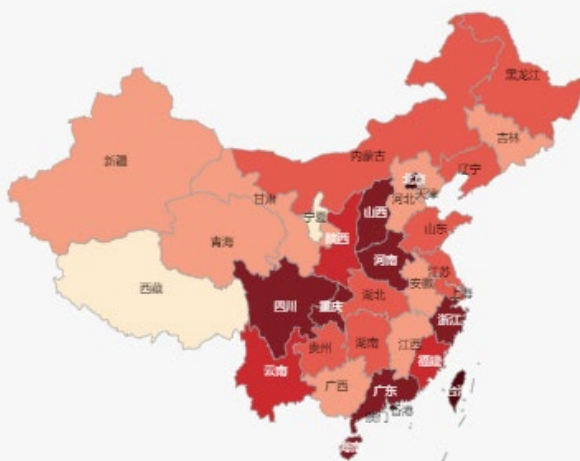 黑龙江
吉林
新疆
内蒙古
辽宁
甘肃
河北
天津
宁夏
山西
青海
陕西
山东
河南
西藏
江苏
安徽
四川
重庆
湖北
上海
浙江
贵州
湖南
江西
云南
福建
广西
广东
台湾
香港
澳门